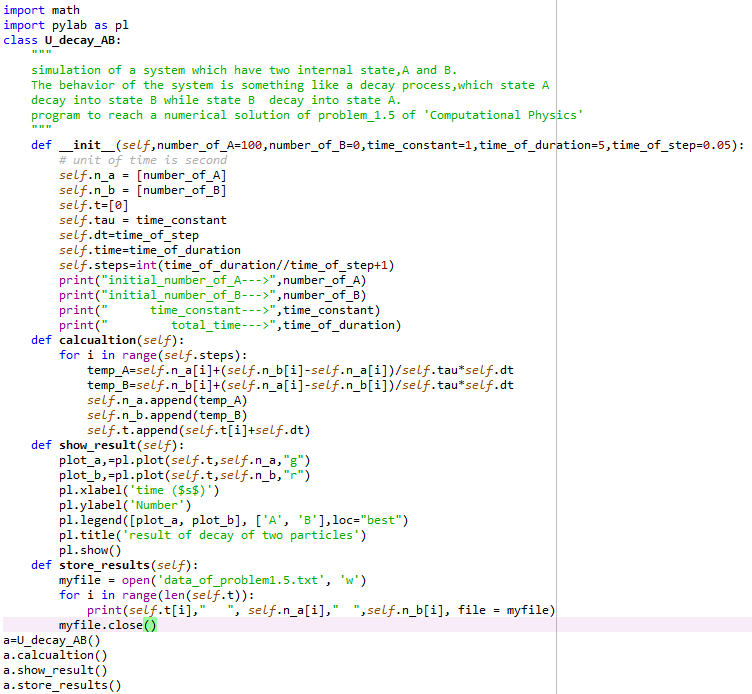 import math
import pylab as pl
class U_decay_AB:
    """
    simulation of a system which have two internal state,A and B.
    The behavior of the system is something like a decay process,which state A
    decay into state B while state B  decay into state A.
    program to reach a numerical solution of problem_1.5 of 'Computational Physics'
    """
    def __init__(self,number_of_A=100,number_of_B=0,time_constant=1,time_of_duration=5,time_of_step=0.05):
        # unit of time is second
        self.n_a = [number_of_A]
        self.n_b = [number_of_B]
        self.t=[0]
        self.tau = time_constant
        self.dt=time_of_step
        self.time=time_of_duration
        self.steps=int(time_of_duration//time_of_step+1)
        print("initial_number_of_A--->",number_of_A)
        print("initial_number_of_B--->",number_of_B)
        print("      time_constant--->",time_constant)
        print("         total_time--->",time_of_duration)
    def calcualtion(self):
        for i in range(self.steps):
            temp_A=self.n_a[i]+(self.n_b[i]-self.n_a[i])/self.tau*self.dt
            temp_B=self.n_b[i]+(self.n_a[i]-self.n_b[i])/self.tau*self.dt
            self.n_a.append(temp_A)
            self.n_b.append(temp_B)
            self.t.append(self.t[i]+self.dt)
    def show_result(self):
        plot_a,=pl.plot(self.t,self.n_a,"g")
        plot_b,=pl.plot(self.t,self.n_b,"r")
        pl.xlabel('time ($s$)')
        pl.ylabel('Number')
        pl.legend([plot_a, plot_b], ['A', 'B'],loc="best")
        pl.title('result of decay of two particles')
        pl.show()
    def store_results(self):
        myfile = open('data_of_problem1.5.txt', 'w')
        for i in range(len(self.t)):
            print(self.t[i],"   ", self.n_a[i],"  ",self.n_b[i], file = myfile)
        myfile.close()
a=U_decay_AB()
a.calcualtion()
a.show_result()
a.store_results()